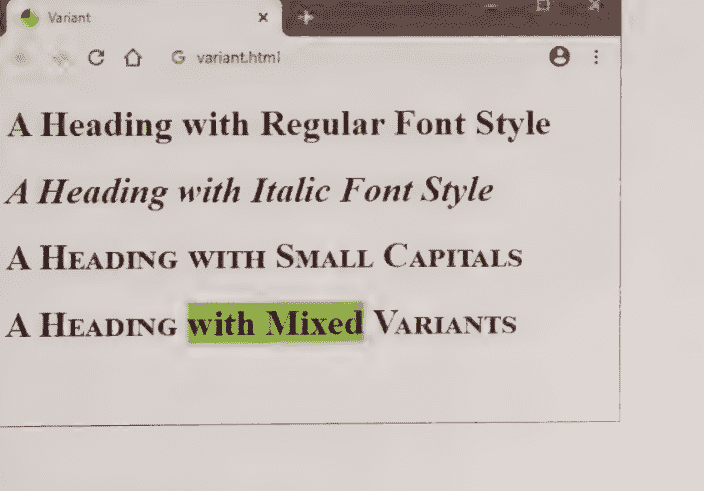 Variant
variant.html
A Heading with Regular Font Style
A Heading with Italic Font Style
A Heading with Small Capitals
A Heading with Mixed Variants